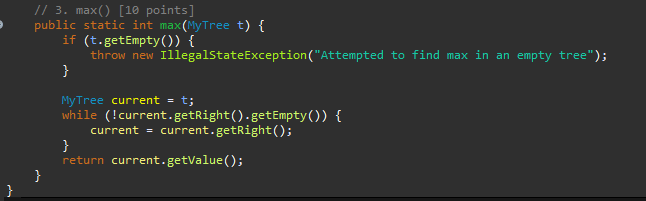 // 3. max() [10 points]
public static int max(MyTree t) {
if (t.getEmpty()) {
throw new IllegalStateException("Attempted to find max in an empty tree");
}
MyTree current = t;
while (!current.getRight().getEmpty()) {
current = current.getRight();
}
return current.getValue();
}
}